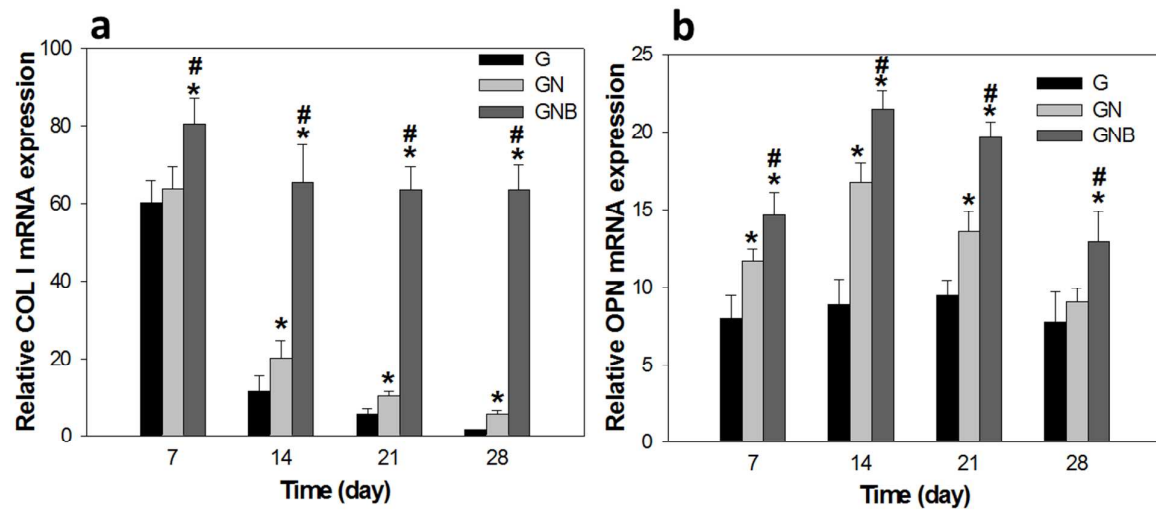 a
Relative COL I mRNA expression
100
80
60
40
20
0
G
GN
GNB
#
*
#
*
*
#
*
*
#
*
*
7 14 21 28
Time (day)
b
Relative OPN mRNA expression
25
20
15
10
5
0
G
GN
GNB
#
*
*
#
*
*
#
*
*
#
*
7 14 21 28
Time (day)